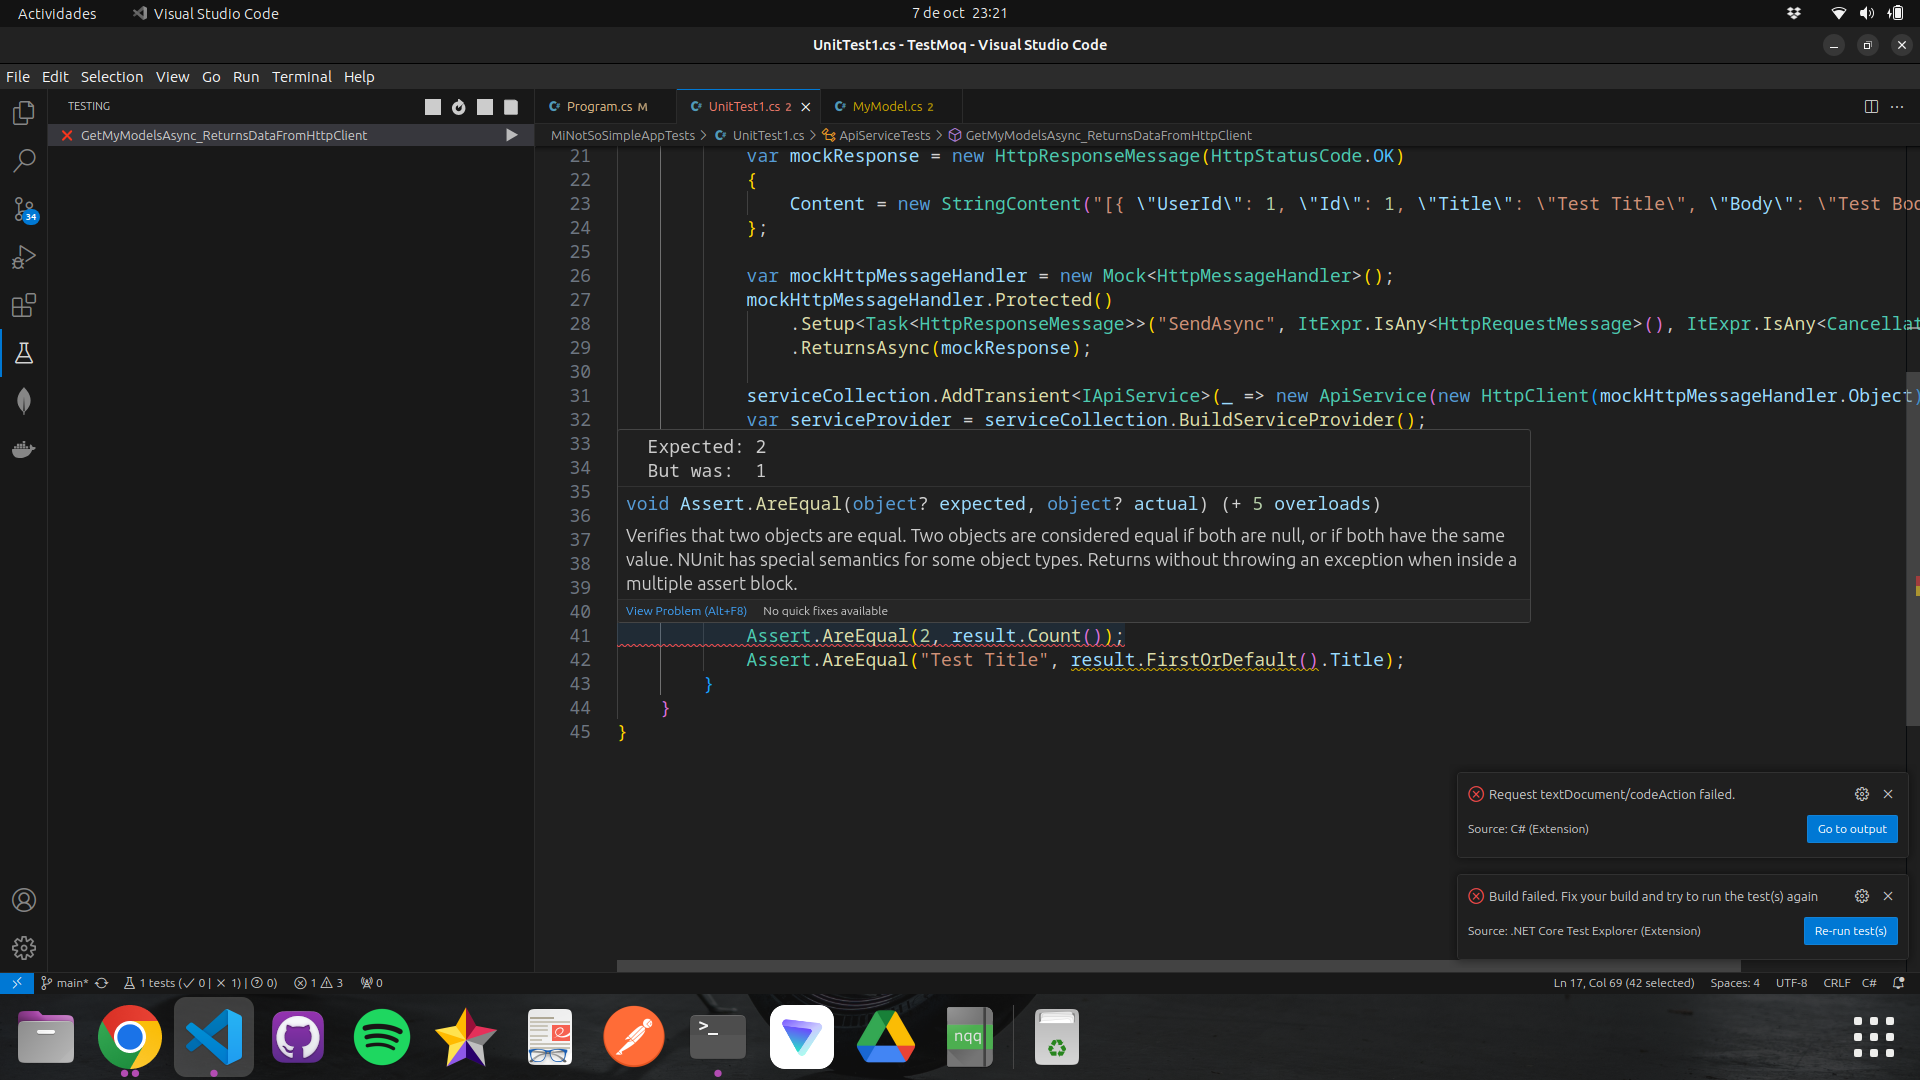 Actividades
Visual Studio Code
7 de oct 23:21
UnitTest1.cs - TestMoq - Visual Studio Code
File Edit Selection View Go Run Terminal Help
TESTING
Program.cs M
UnitTest1.cs 2
MyModel.cs 2
GetMyModelsAsync_ReturnsDataFromHttpClient
MiNotSoSimpleAppTests > UnitTest1.cs > ApiServiceTests > GetMyModelsAsync_ReturnsDataFromHttpClient
21 var mockResponse = new HttpResponseMessage(HttpStatusCode.OK)
22 {
23 Content = new StringContent("[{ \"UserId\": 1, \"Id\": 1, \"Title\": \"Test Title\", \"Body\": \"Test Bod
24 };
25
26 var mockHttpMessageHandler = new Mock<HttpMessageHandler>();
27 mockHttpMessageHandler.Protected()
28 .Setup<Task<HttpResponseMessage>>("SendAsync", ItExpr.IsAny<HttpRequestMessage>(), ItExpr.IsAny<Cancellat
29 .ReturnsAsync(mockResponse);
30
31 serviceCollection.AddTransient<IApiService>(_ => new ApiService(new HttpClient(mockHttpMessageHandler.Object)
32 var serviceProvider = serviceCollection.BuildServiceProvider();
33 Expected: 2
34 But was: 1
35 void Assert.AreEqual(object? expected, object? actual) (+ 5 overloads)
36
37 Verifies that two objects are equal. Two objects are considered equal if both are null, or if both have the same
38 value. NUnit has special semantics for some object types. Returns without throwing an exception when inside a
39 multiple assert block.
40 View Problem (Alt+F8) No quick fixes available
41 Assert.AreEqual(2, result.Count());
42 Assert.AreEqual("Test Title", result.FirstOrDefault().Title);
43 }
44 }
45 }
Request textDocument/codeAction failed.
Source: C# (Extension)
Go to output
Build failed. Fix your build and try to run the test(s) again
Source: .NET Core Test Explorer (Extension)
Re-run test(s)
34
main* 1 tests (✓ 0 | × 1) | 0) 1 3 0
Ln 17, Col 69 (42 selected) Spaces: 4 UTF-8 CRLF C#
>_
nqq